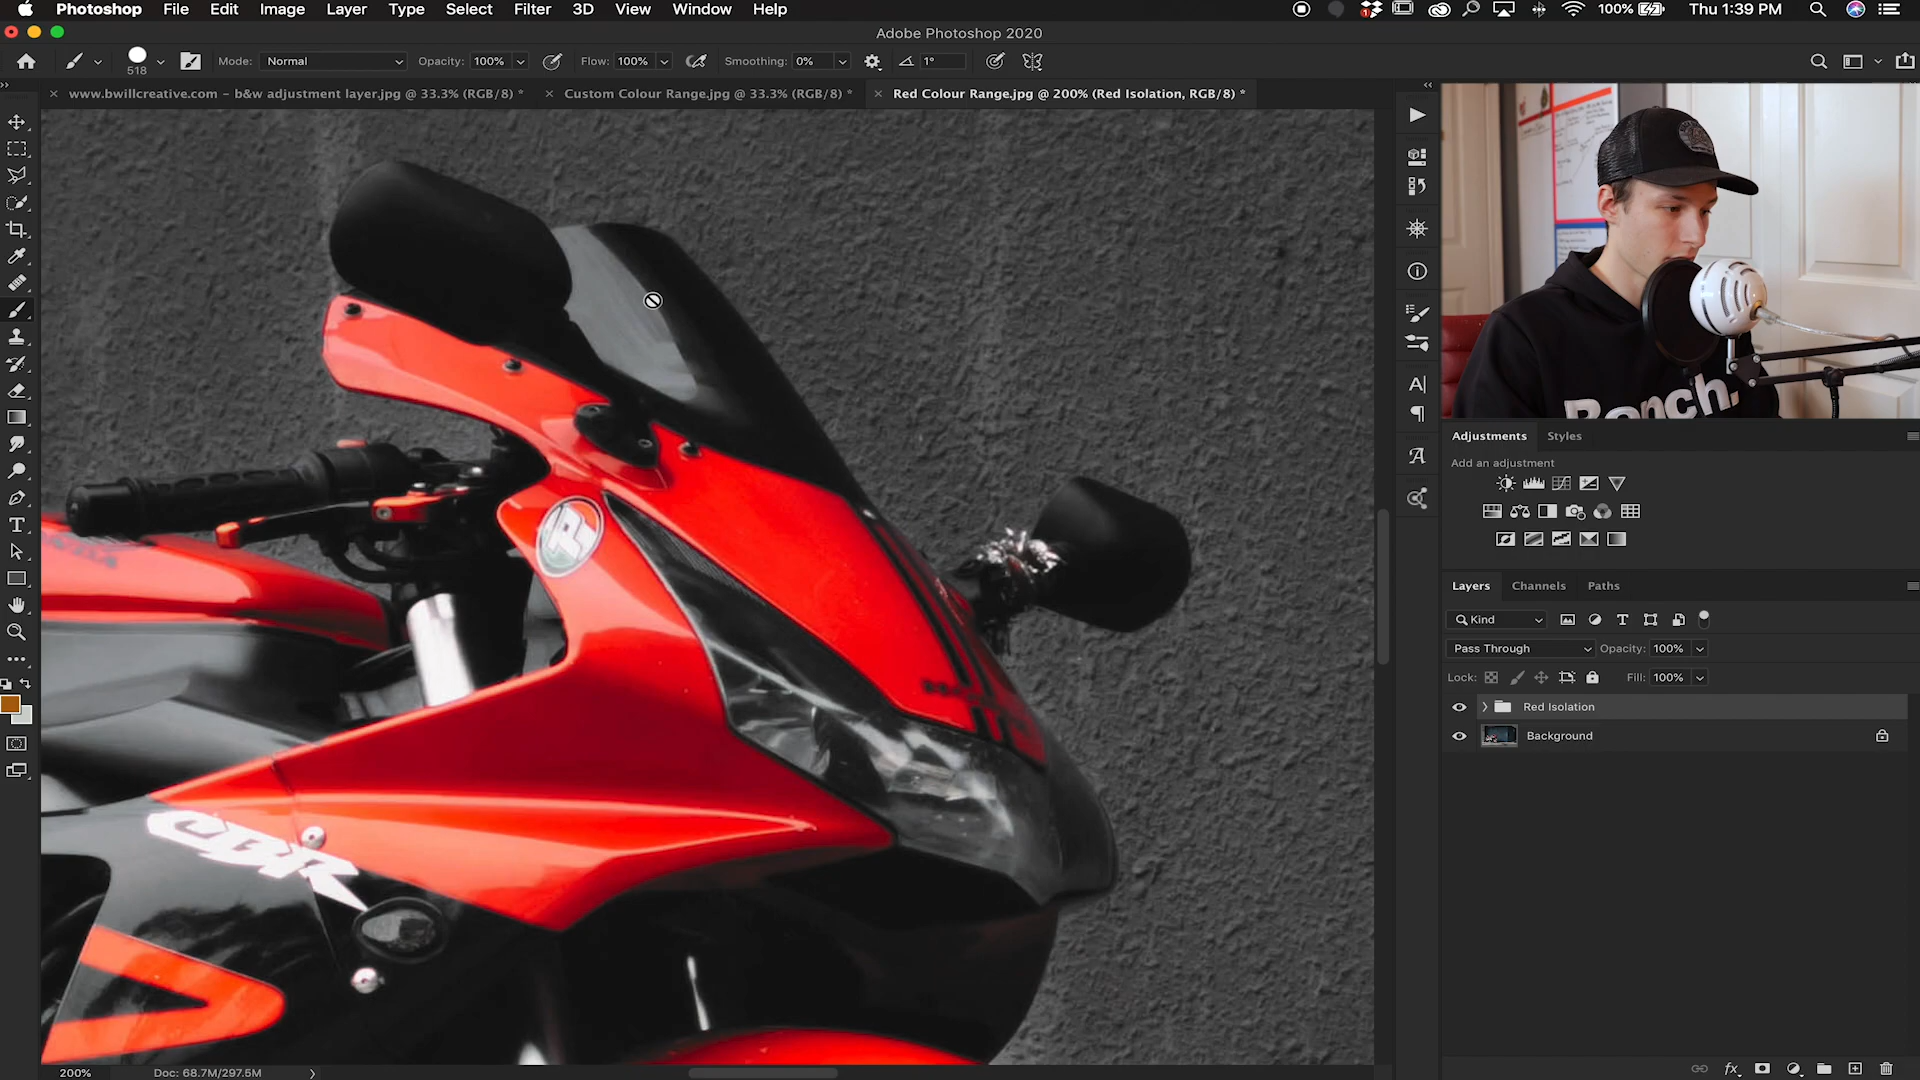 Photoshop File Edit Image Layer Type Select Filter 3D View Window Help 1 100% Thu 1:39 PM
Adobe Photoshop 2020
518 Mode: Normal Opacity: 100% Flow: 100% Smoothing: 0% 1°
www.bwillcreative.com – b&w adjustment layer.jpg @ 33.3% (RGB/8) * Custom Colour Range.jpg @ 33.3% (RGB/8) * Red Colour Range.jpg @ 200% (Red Isolation, RGB/8) *
Bench.
Adjustments Styles
Add an adjustment
Layers Channels Paths
Kind
Pass Through Opacity: 100%
Lock: Fill: 100%
Red Isolation
Background
CBR
200% Doc: 68.7M/297.5M